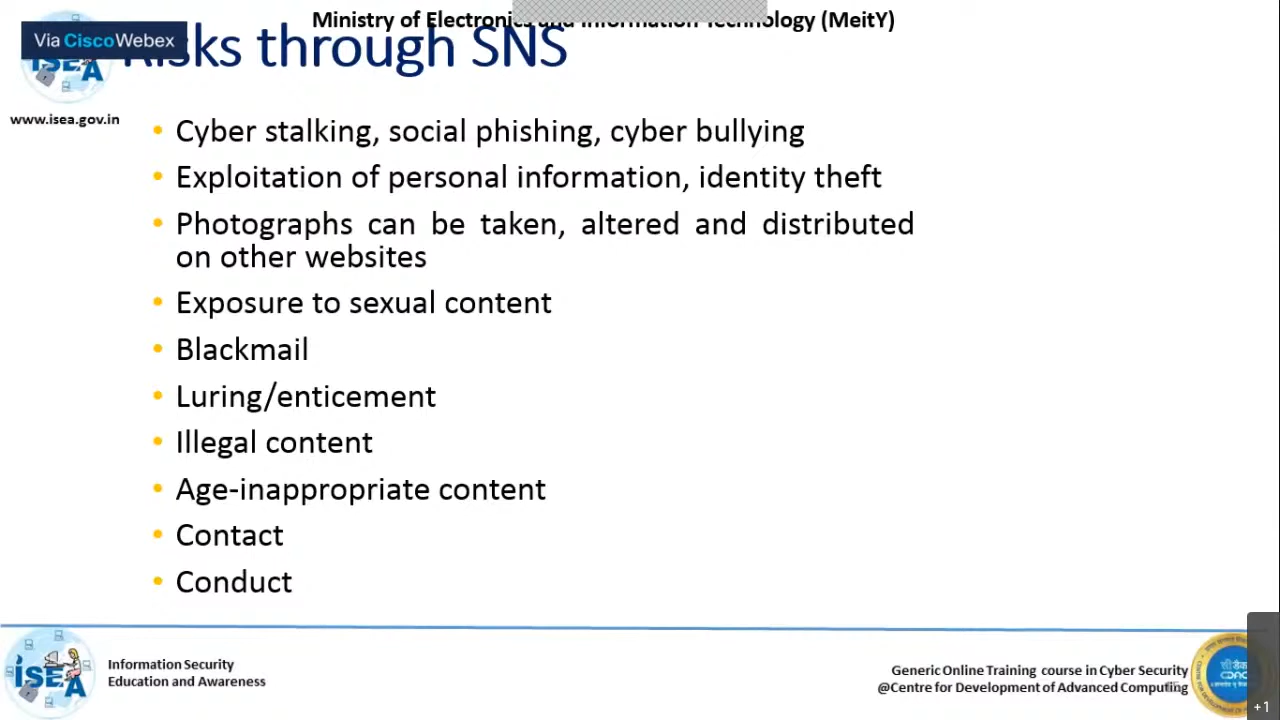 Ministry of Electronics and Information Technology (MeitY)
Via CiscoWebex
Risks through SNS
ISEA
www.isea.gov.in
• Cyber stalking, social phishing, cyber bullying
• Exploitation of personal information, identity theft
• Photographs can be taken, altered and distributed
on other websites
• Exposure to sexual content
• Blackmail
• Luring/enticement
• Illegal content
• Age-inappropriate content
• Contact
• Conduct
iSEA
Information Security
Education and Awareness
Generic Online Training course in Cyber Security
@Centre for Development of Advanced Computing
सी डैक
CDAC
+1